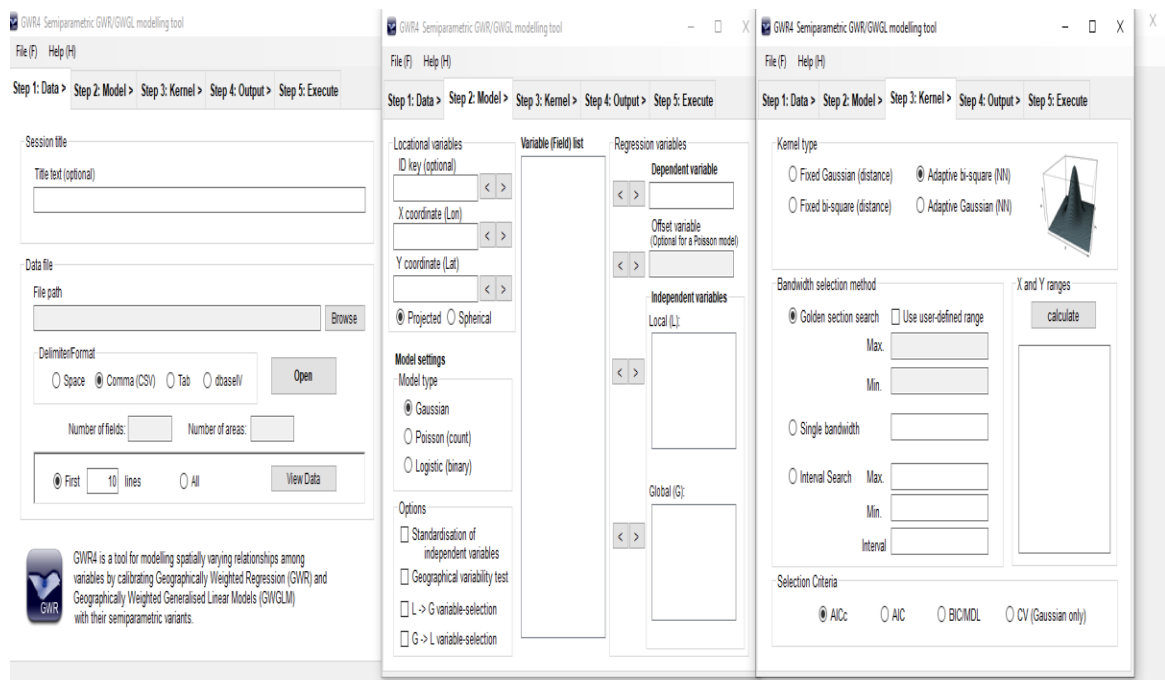 GWR4 Semiparametric GWR/GWGL modelling tool
File (F) Help (H)
Step 1: Data > Step 2: Model > Step 3: Kernel > Step 4: Output > Step 5: Execute
Session title
Title text (optional)
Data file
File path
Browse
Delimiter/Format
Space Comma (CSV) Tab dbaseIV
Open
Number of fields: Number of areas:
First 10 lines All View Data
GWR
GWR4 is a tool for modelling spatially varying relationships among
variables by calibrating Geographically Weighted Regression (GWR) and
Geographically Weighted Generalised Linear Models (GWGLM)
with their semiparametric variants.
GWR4 Semiparametric GWR/GWGL modelling tool
File (F) Help (H)
Step 1: Data > Step 2: Model > Step 3: Kernel > Step 4: Output > Step 5: Execute
Locational variables
ID key (optional)
< >
X coordinate (Lon)
< >
Y coordinate (Lat)
< >
Projected Spherical
Model settings
Model type
Gaussian
Poisson (count)
Logistic (binary)
Options
Standardisation of
independent variables
Geographical variability test
L -> G variable-selection
G -> L variable-selection
Variable (Field) list
Regression variables
Dependent variable
< >
Offset variable
(Optional for a Poisson model)
< >
Independent variables
Local (L):
< >
Global (G):
< >
GWR4 Semiparametric GWR/GWGL modelling tool
File (F) Help (H)
Step 1: Data > Step 2: Model > Step 3: Kernel > Step 4: Output > Step 5: Execute
Kernel type
Fixed Gaussian (distance) Adaptive bi-square (NN)
Fixed bi-square (distance) Adaptive Gaussian (NN)
Bandwidth selection method
Golden section search Use user-defined range
Max.
Min.
Single bandwidth
Interval Search Max.
Min.
Interval
X and Y ranges
calculate
Selection Criteria
AICc AIC BIC/MDL CV (Gaussian only)